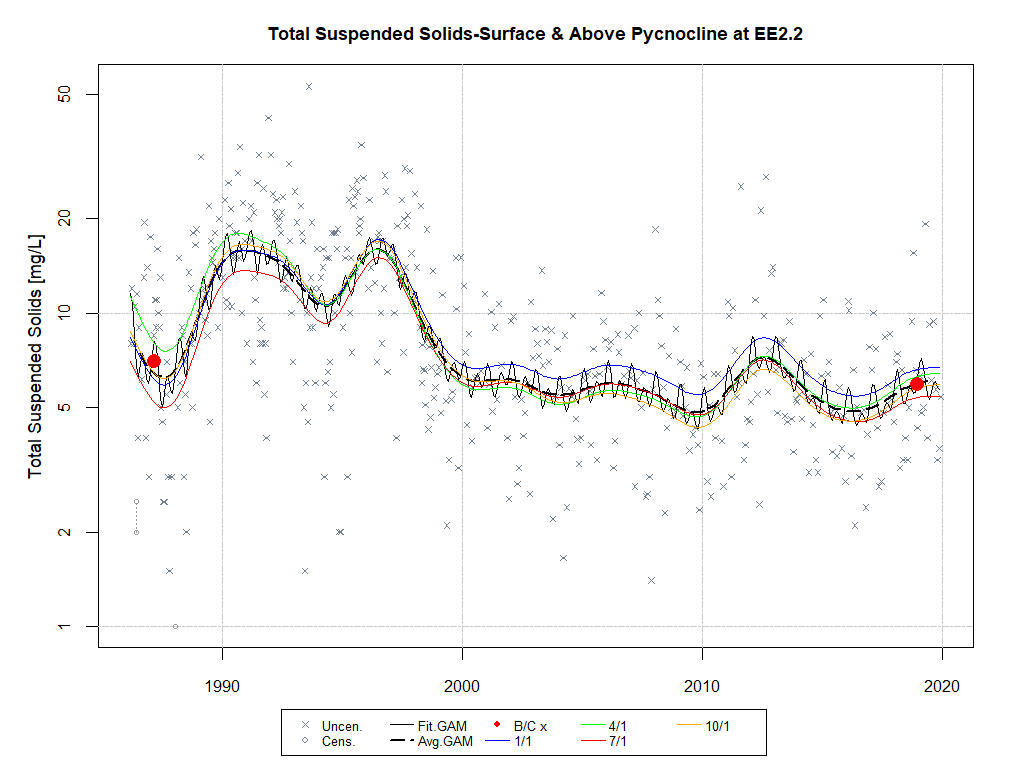 Total Suspended Solids-Surface & Above Pycnocline at EE2.2
Total Suspended Solids [mg/L]
50
20
10
5
2
1
1990 2000 2010 2020
Uncen. Fit.GAM B/C x 4/1 10/1
Cens. Avg.GAM 1/1 7/1